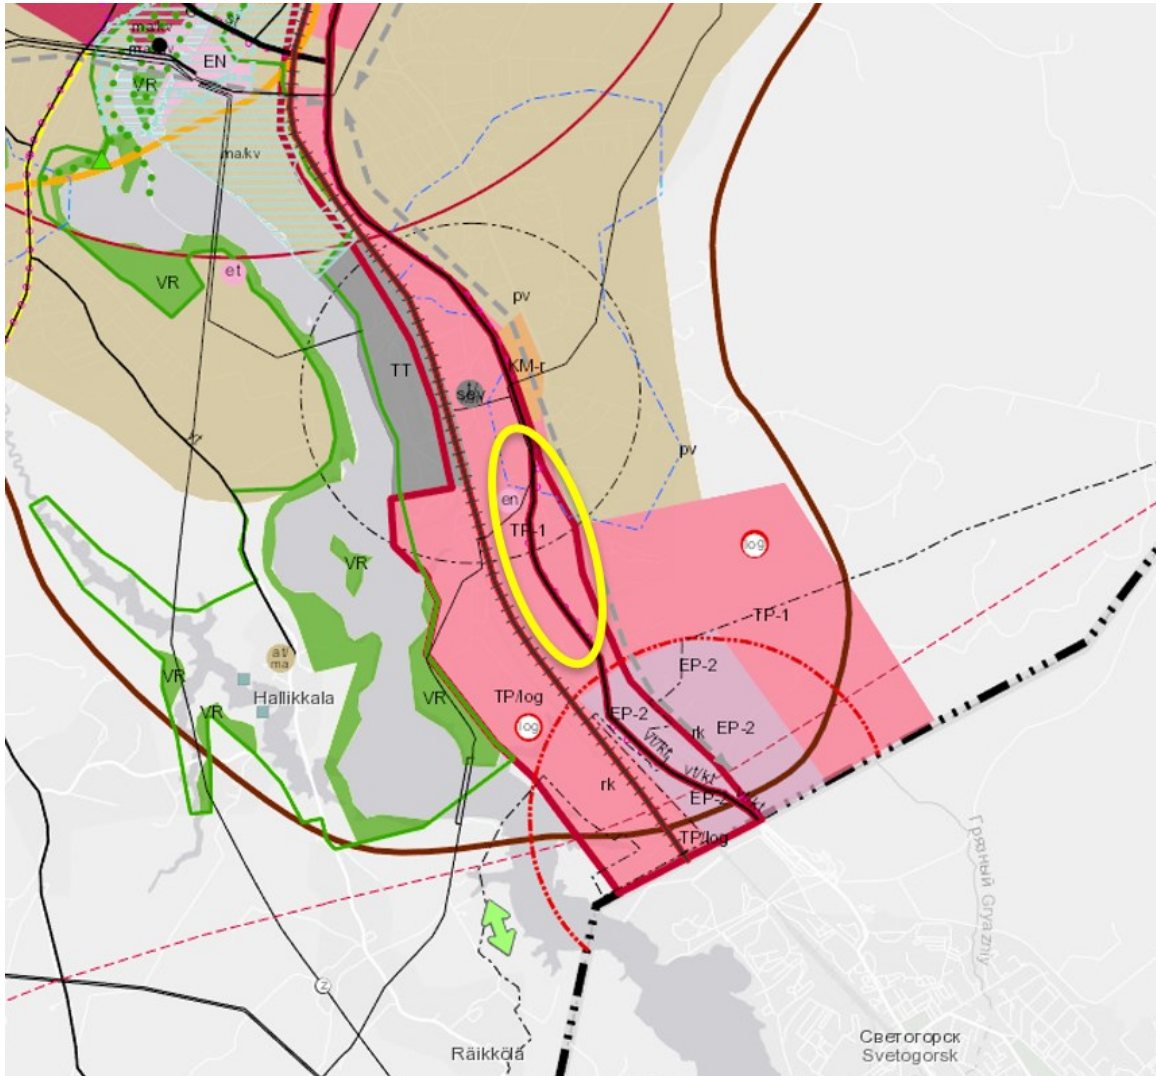 ma/kv
EN
VR
ma/kv
VR
et
pv
TT
KM-r
sev
pv
en
TP-1
log
VR
TP-1
at/
ma
VR
EP-2
Hallikkala
VR
VR
TP/log
EP-2
EP-2
log
rk
vt/kt
vt/kt
rk
EP-2
TP/log
Грязный Gryaznly
z
Светогорск
Räikkölä
Svetogorsk